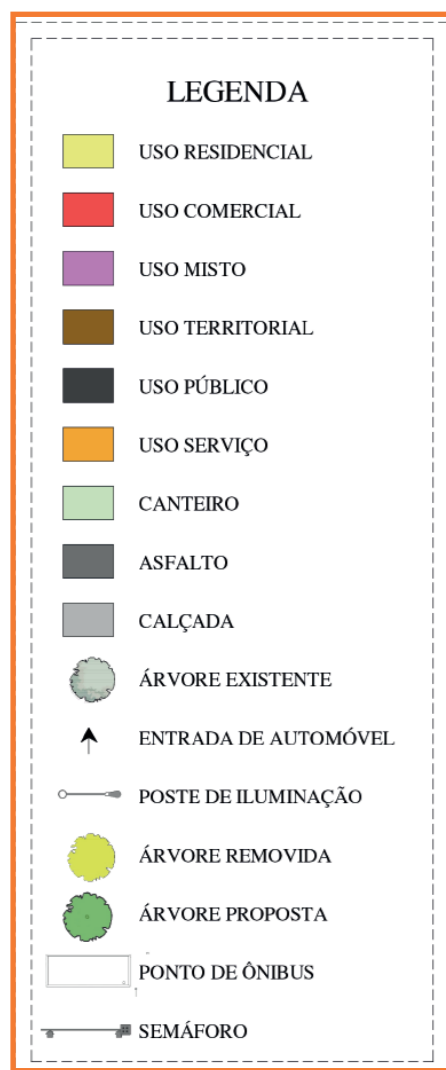 LEGENDA
USO RESIDENCIAL
USO COMERCIAL
USO MISTO
USO TERRITORIAL
USO PÚBLICO
USO SERVIÇO
CANTEIRO
ASFALTO
CALÇADA
ÁRVORE EXISTENTE
ENTRADA DE AUTOMÓVEL
POSTE DE ILUMINAÇÃO
ÁRVORE REMOVIDA
ÁRVORE PROPOSTA
PONTO DE ÔNIBUS
SEMÁFORO